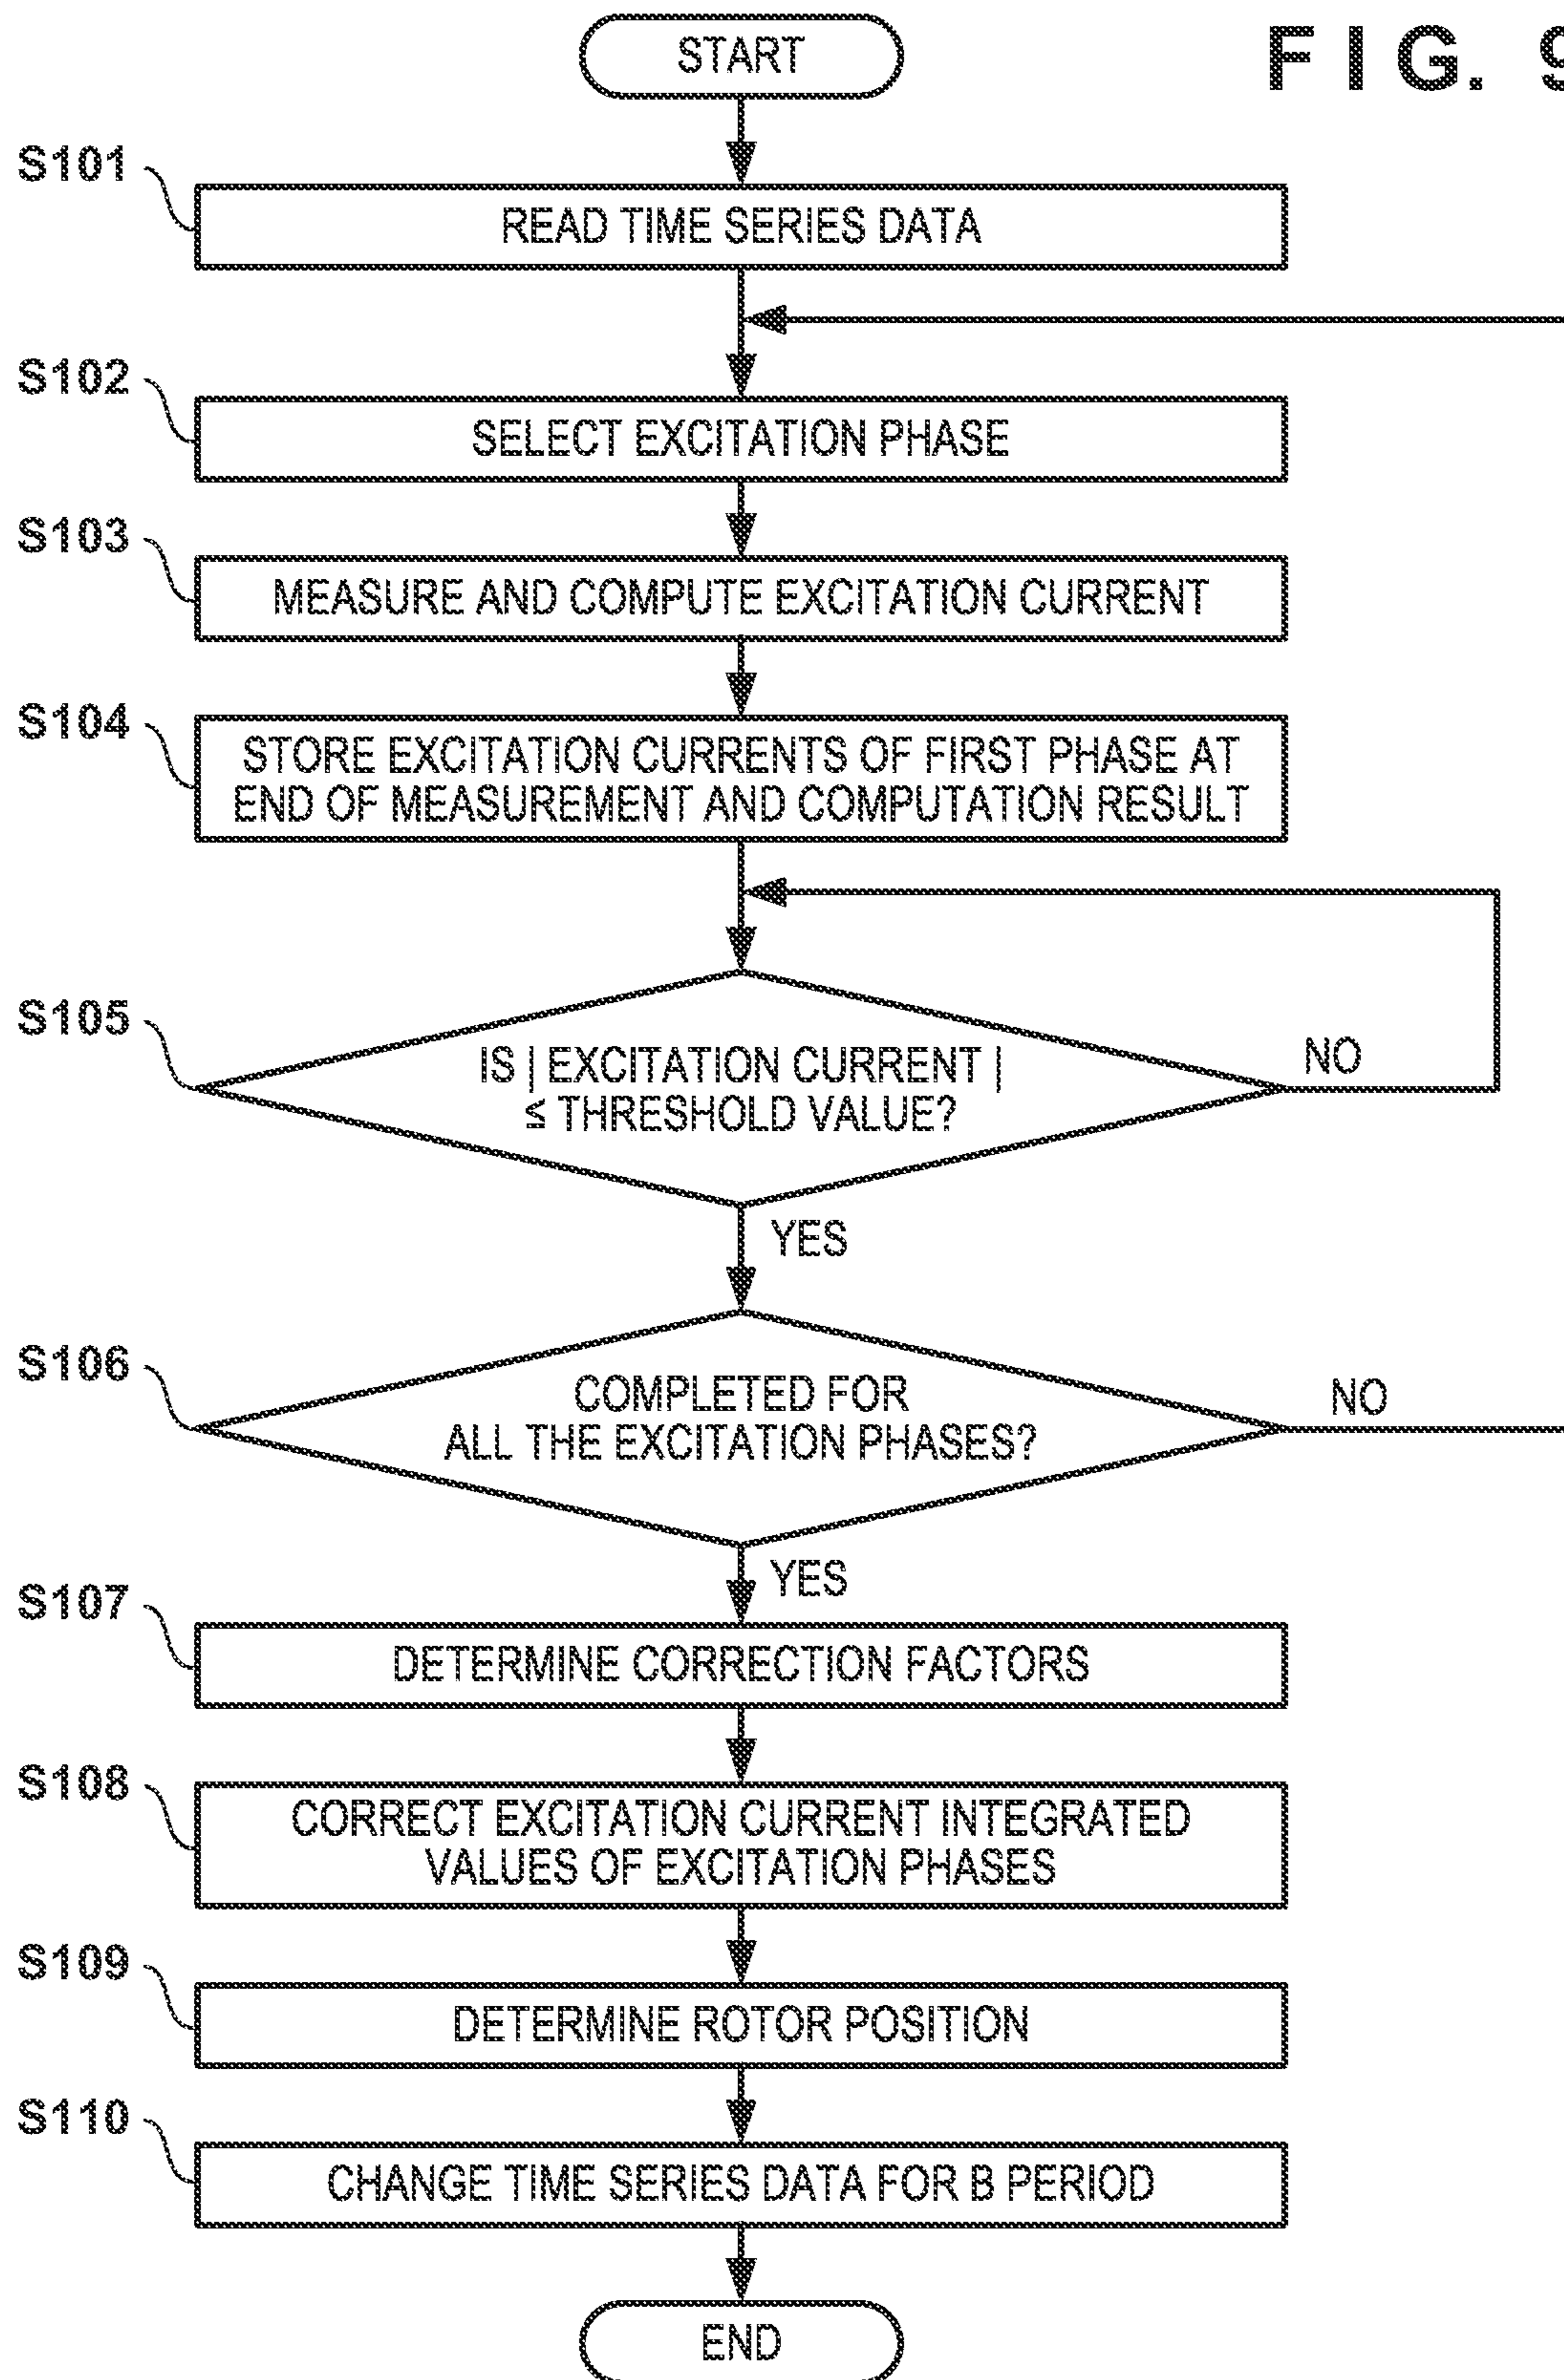 START
FIG. 9
S101
READ TIME SERIES DATA
S102
SELECT EXCITATION PHASE
S103
MEASURE AND COMPUTE EXCITATION CURRENT
S104
STORE EXCITATION CURRENTS OF FIRST PHASE AT
END OF MEASUREMENT AND COMPUTATION RESULT
S105
IS | EXCITATION CURRENT |
≤ THRESHOLD VALUE?
NO
YES
S106
COMPLETED FOR
ALL THE EXCITATION PHASES?
NO
YES
S107
DETERMINE CORRECTION FACTORS
S108
CORRECT EXCITATION CURRENT INTEGRATED
VALUES OF EXCITATION PHASES
S109
DETERMINE ROTOR POSITION
S110
CHANGE TIME SERIES DATA FOR B PERIOD
END